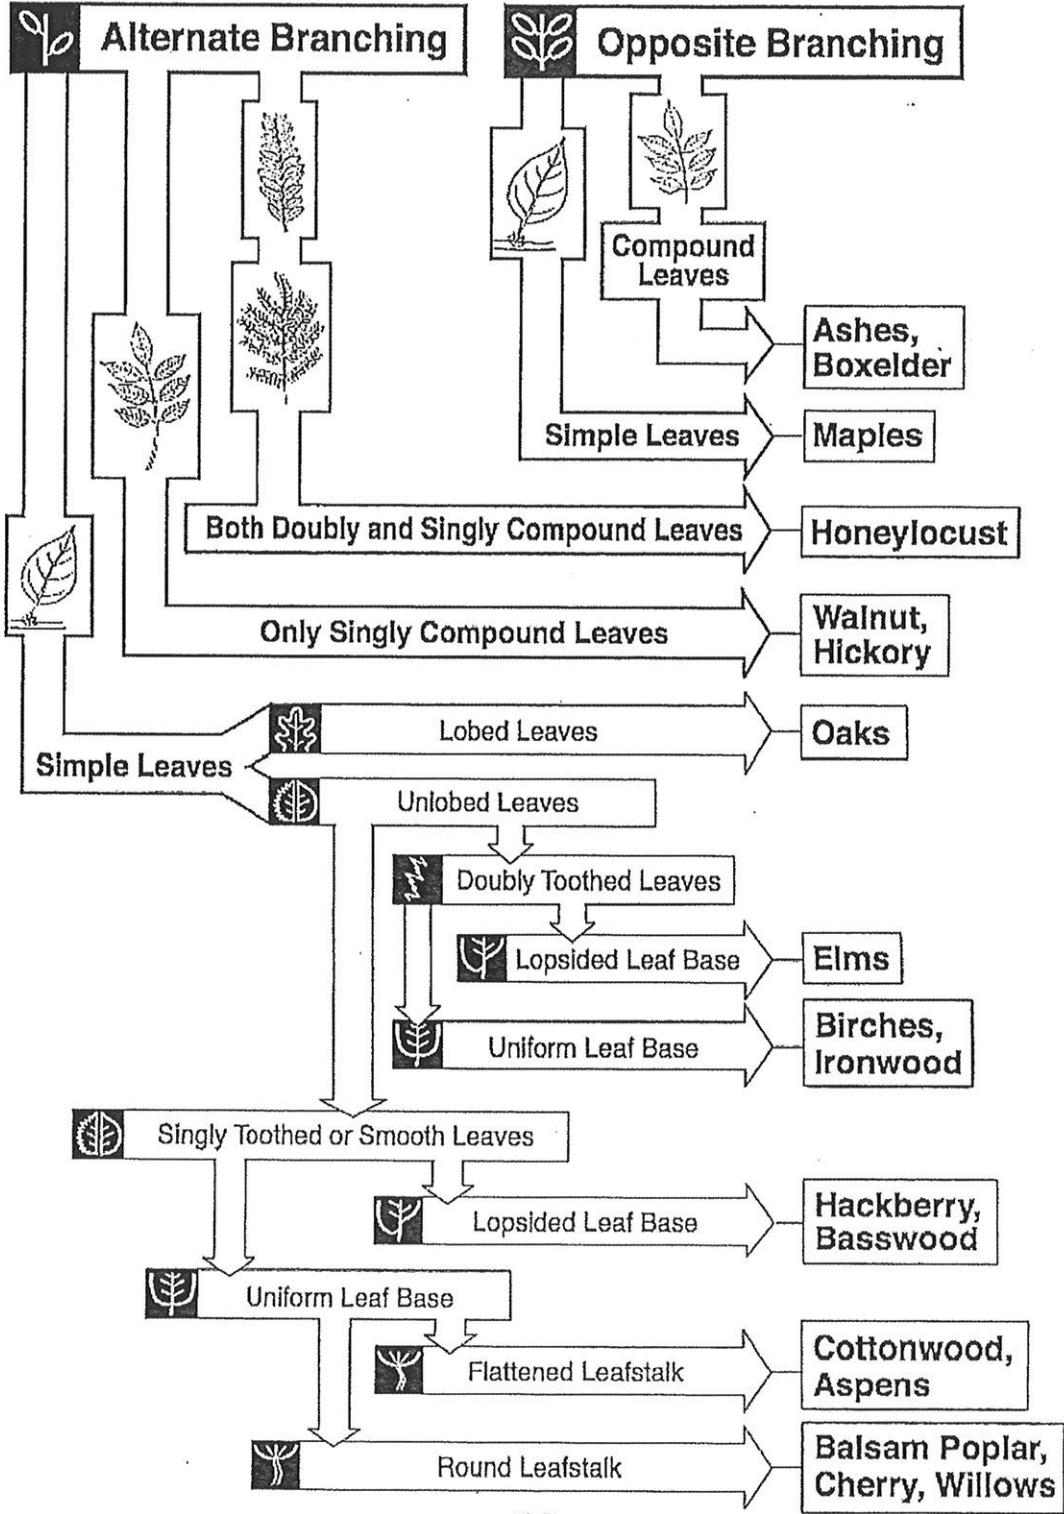 Alternate Branching
Opposite Branching
Compound
Leaves
Ashes,
Boxelder
Simple Leaves
Maples
Both Doubly and Singly Compound Leaves
Honeylocust
Only Singly Compound Leaves
Walnut,
Hickory
Lobed Leaves
Oaks
Simple Leaves
Unlobed Leaves
Doubly Toothed Leaves
Lopsided Leaf Base
Elms
Uniform Leaf Base
Birches,
Ironwood
Singly Toothed or Smooth Leaves
Lopsided Leaf Base
Hackberry,
Basswood
Uniform Leaf Base
Flattened Leafstalk
Cottonwood,
Aspens
Round Leafstalk
Balsam Poplar,
Cherry, Willows